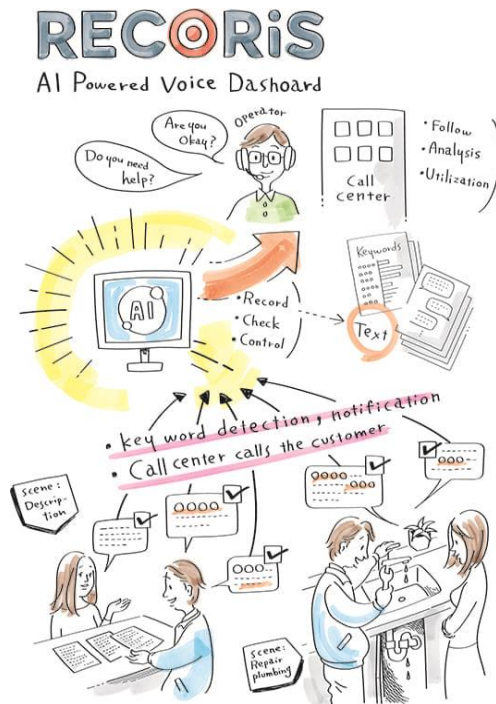 RECORiS
AI Powered Voice Dashoard
Are you
Okay?
Operator
Do you need
help?
Call
center
・Follow
・Analysis
・Utilization
Keywords
AI
・Record
・Check
・Control
Text
・key word detection, notification
・Call center calls the customer
scene:
Descrip-
tion
scene:
Repair
plumbing